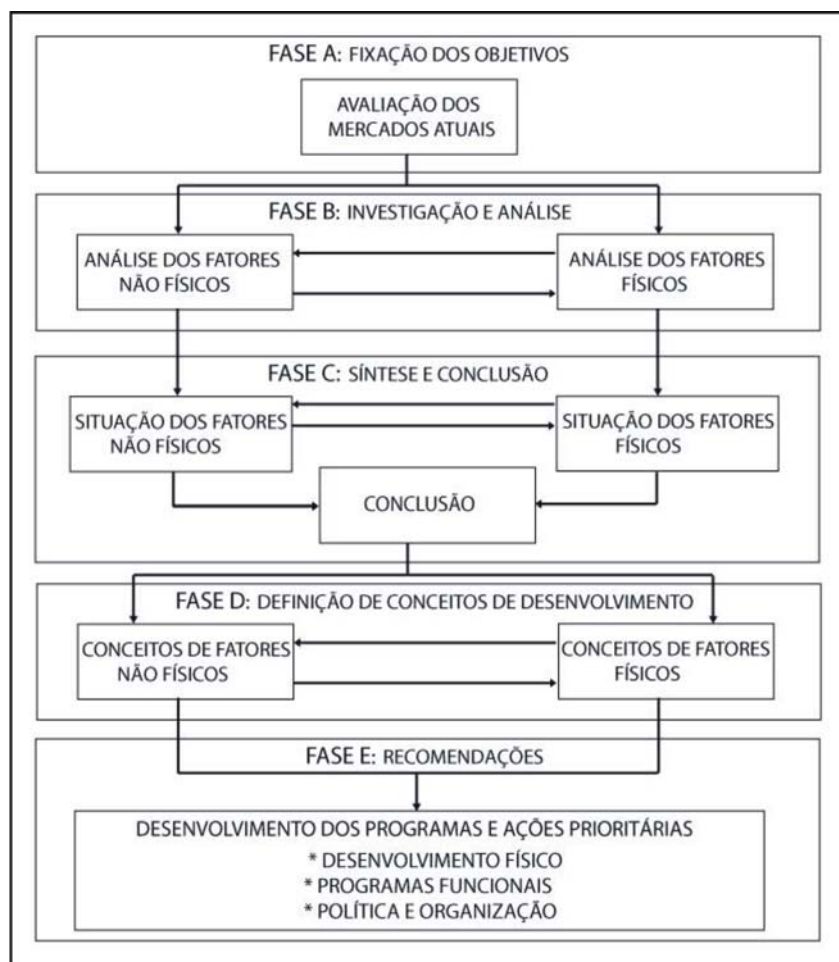 FASE A: FIXAÇÃO DOS OBJETIVOS
AVALIAÇÃO DOS
MERCADOS ATUAIS
FASE B: INVESTIGAÇÃO E ANÁLISE
ANÁLISE DOS FATORES
NÃO FÍSICOS
ANÁLISE DOS FATORES
FÍSICOS
FASE C: SÍNTESE E CONCLUSÃO
SITUAÇÃO DOS FATORES
NÃO FÍSICOS
SITUAÇÃO DOS FATORES
FÍSICOS
CONCLUSÃO
FASE D: DEFINIÇÃO DE CONCEITOS DE DESENVOLVIMENTO
CONCEITOS DE FATORES
NÃO FÍSICOS
CONCEITOS DE FATORES
FÍSICOS
FASE E: RECOMENDAÇÕES
DESENVOLVIMENTO DOS PROGRAMAS E AÇÕES PRIORITÁRIAS
* DESENVOLVIMENTO FÍSICO
* PROGRAMAS FUNCIONAIS
* POLÍTICA E ORGANIZAÇÃO